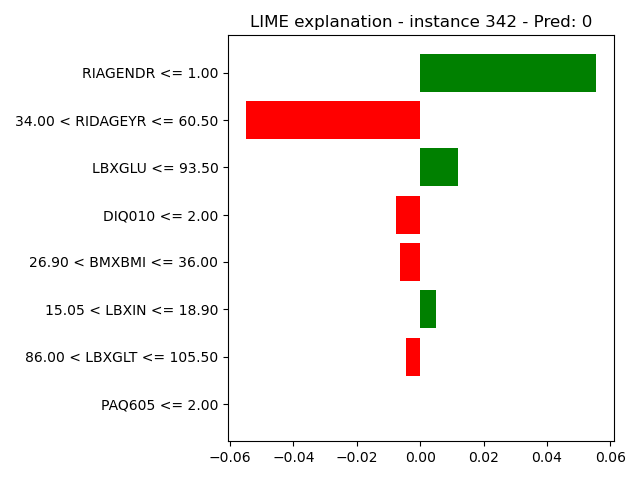 LIME explanation - instance 342 - Pred: 0
RIAGENDR <= 1.00
34.00 < RIDAGEYR <= 60.50
LBXGLU <= 93.50
DIQ010 <= 2.00
26.90 < BMXBMI <= 36.00
15.05 < LBXIN <= 18.90
86.00 < LBXGLT <= 105.50
PAQ605 <= 2.00
−0.06 −0.04 −0.02 0.00 0.02 0.04 0.06